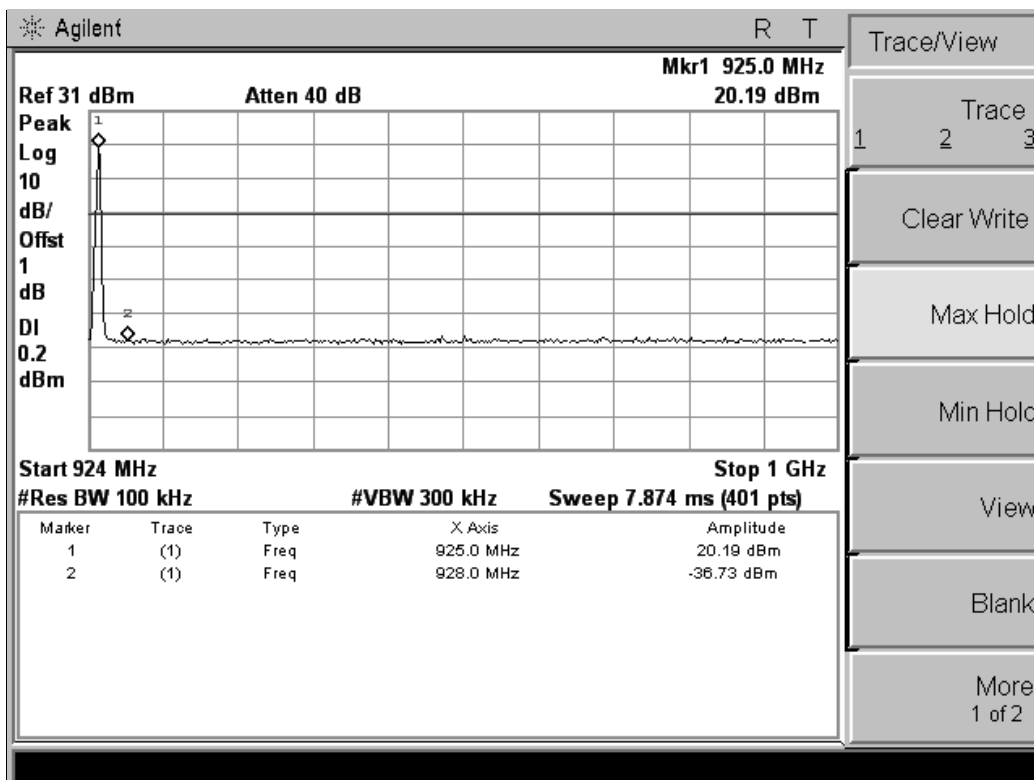 Agilent
R T
Mkr1 925.0 MHz
Ref 31 dBm Atten 40 dB 20.19 dBm
Peak
Log
10
dB/
Offst
1
dB
DI
0.2
dBm
1
2
Start 924 MHz Stop 1 GHz
#Res BW 100 kHz #VBW 300 kHz Sweep 7.874 ms (401 pts)
Marker Trace Type X Axis Amplitude
1 (1) Freq 925.0 MHz 20.19 dBm
2 (1) Freq 928.0 MHz -36.73 dBm
Trace/View
Trace
1 2 3
Clear Write
Max Hold
Min Hold
View
Blank
More
1 of 2